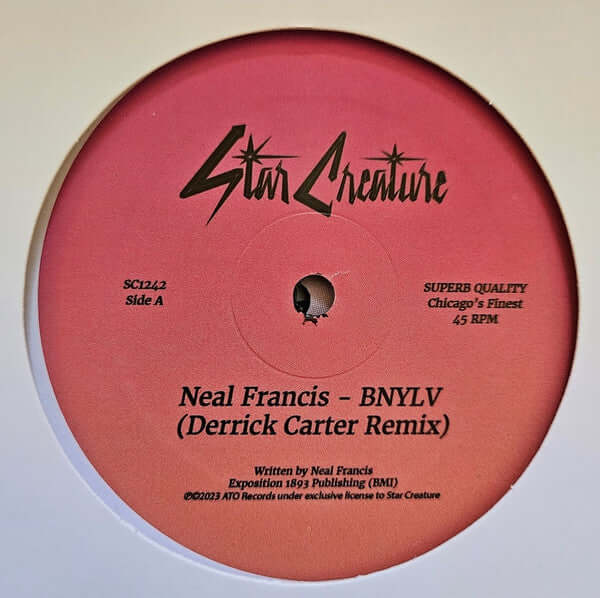 Star Creature
SC1242
Side A
SUPERB QUALITY
Chicago's Finest
45 RPM
Neal Francis - BNYLV
(Derrick Carter Remix)
Written by Neal Francis
Exposition 1893 Publishing (BMI)
℗©2023 ATO Records under exclusive license to Star Creature